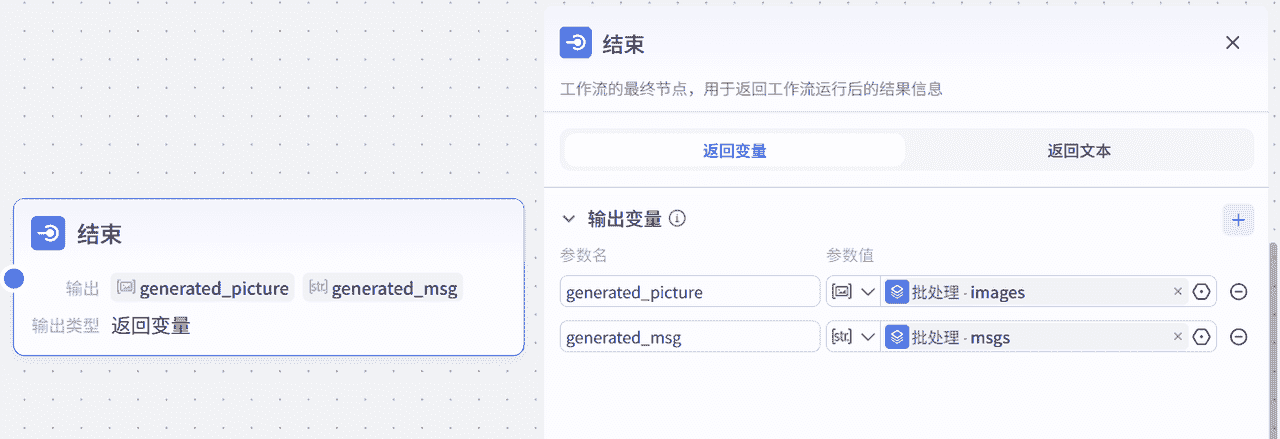 结束
输出 generated_picture str. generated_msg
输出类型 返回变量
结束
工作流的最终节点，用于返回工作流运行后的结果信息
返回变量 返回文本
输出变量
参数名 参数值
generated_picture 批处理 - images
generated_msg [str] 批处理 - msgs